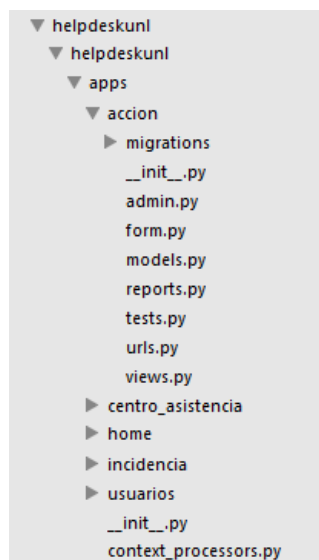 helpdeskunl
helpdeskunl
apps
accion
migrations
__init__.py
admin.py
form.py
models.py
reports.py
tests.py
urls.py
views.py
centro_asistencia
home
incidencia
usuarios
__init__.py
context_processors.py